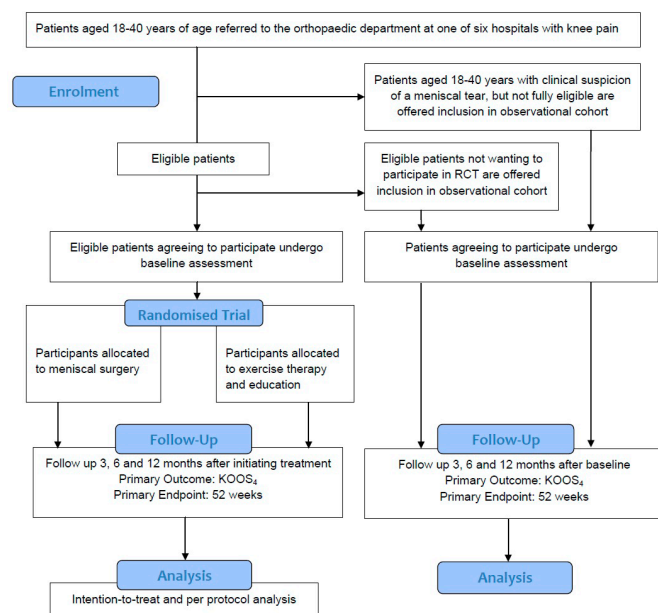 Patients aged 18-40 years of age referred to the orthopaedic department at one of six hospitals with knee pain
Enrolment
Patients aged 18-40 years with clinical suspicion
of a meniscal tear, but not fully eligible are
offered inclusion in observational cohort
Eligible patients
Eligible patients not wanting to
participate in RCT are offered
inclusion in observational cohort
Eligible patients agreeing to participate undergo
baseline assessment
Patients agreeing to participate undergo
baseline assessment
Randomised Trial
Participants allocated
to meniscal surgery
Participants allocated
to exercise therapy
and education
Follow-Up
Follow up 3, 6 and 12 months after initiating treatment
Primary Outcome: KOOS₄
Primary Endpoint: 52 weeks
Follow-Up
Follow up 3, 6 and 12 months after baseline
Primary Outcome: KOOS₄
Primary Endpoint: 52 weeks
Analysis
Intention-to-treat and per protocol analysis
Analysis